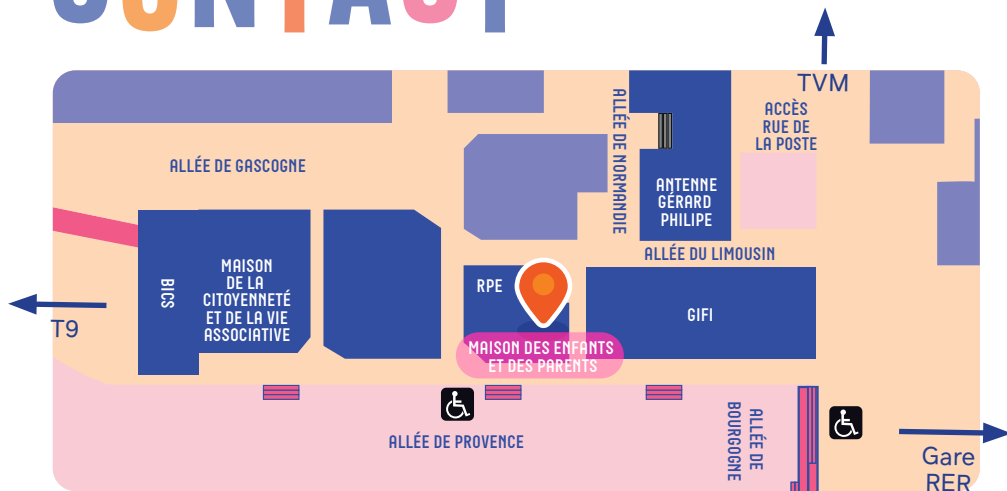 CONTACT
TVM
ACCÈS
RUE DE
LA POSTE
ALLÉE DE NORMANDIE
ALLÉE DE GASCOGNE
ANTENNE
GÉRARD
PHILIPE
ALLÉE DU LIMOUSIN
MAISON
DE LA
CITOYENNETÉ
ET DE LA VIE
ASSOCIATIVE
BICS
RPE
GIFI
T9
MAISON DES ENFANTS
ET DES PARENTS
ALLÉE DE PROVENCE
ALLÉE DE
BOURGOGNE
Gare
RER